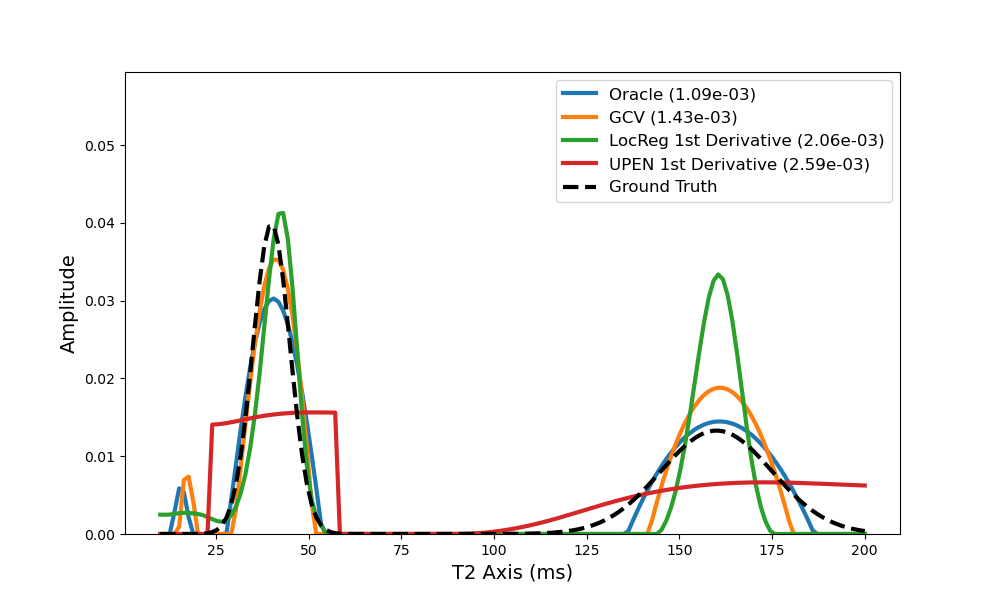 Oracle (1.09e-03)
GCV (1.43e-03)
LocReg 1st Derivative (2.06e-03)
UPEN 1st Derivative (2.59e-03)
Ground Truth
Amplitude
0.05
0.04
0.03
0.02
0.01
0.00
25 50 75 100 125 150 175 200
T2 Axis (ms)